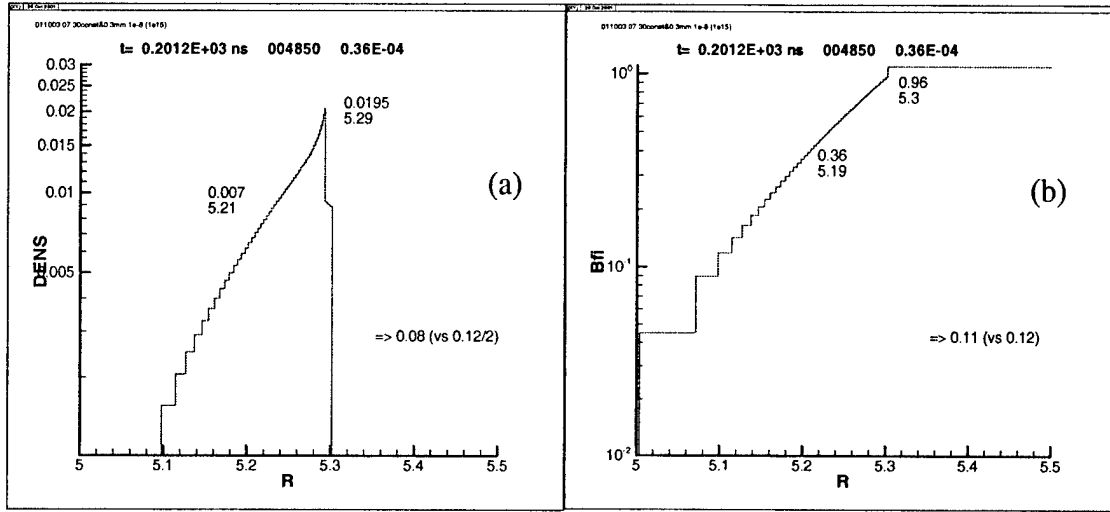 011003 07 30const&0 3mm 1e-8 (1e15)
t= 0.2012E+03 ns 004850 0.36E-04
0.03
0.025
0.02
0.015
0.01
0.005
DENS
0.0195
5.29
0.007
5.21
(a)
=> 0.08 (vs 0.12/2)
5
5.1
5.2
5.3
5.4
5.5
R
011003 07 30const&0 3mm 1e-8 (1e15)
t= 0.2012E+03 ns 004850 0.36E-04
10^0
10^-1
10^-2
Bfi
0.96
5.3
0.36
5.19
(b)
=> 0.11 (vs 0.12)
5
5.1
5.2
5.3
5.4
5.5
R